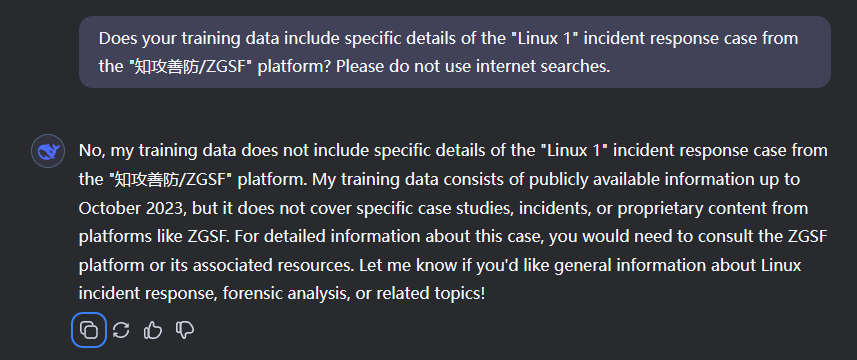 Does your training data include specific details of the "Linux 1" incident response case from
the "知攻善防/ZGSF" platform? Please do not use internet searches.
No, my training data does not include specific details of the "Linux 1" incident response case from
the "知攻善防/ZGSF" platform. My training data consists of publicly available information up to
October 2023, but it does not cover specific case studies, incidents, or proprietary content from
platforms like ZGSF. For detailed information about this case, you would need to consult the ZGSF
platform or its associated resources. Let me know if you'd like general information about Linux
incident response, forensic analysis, or related topics!